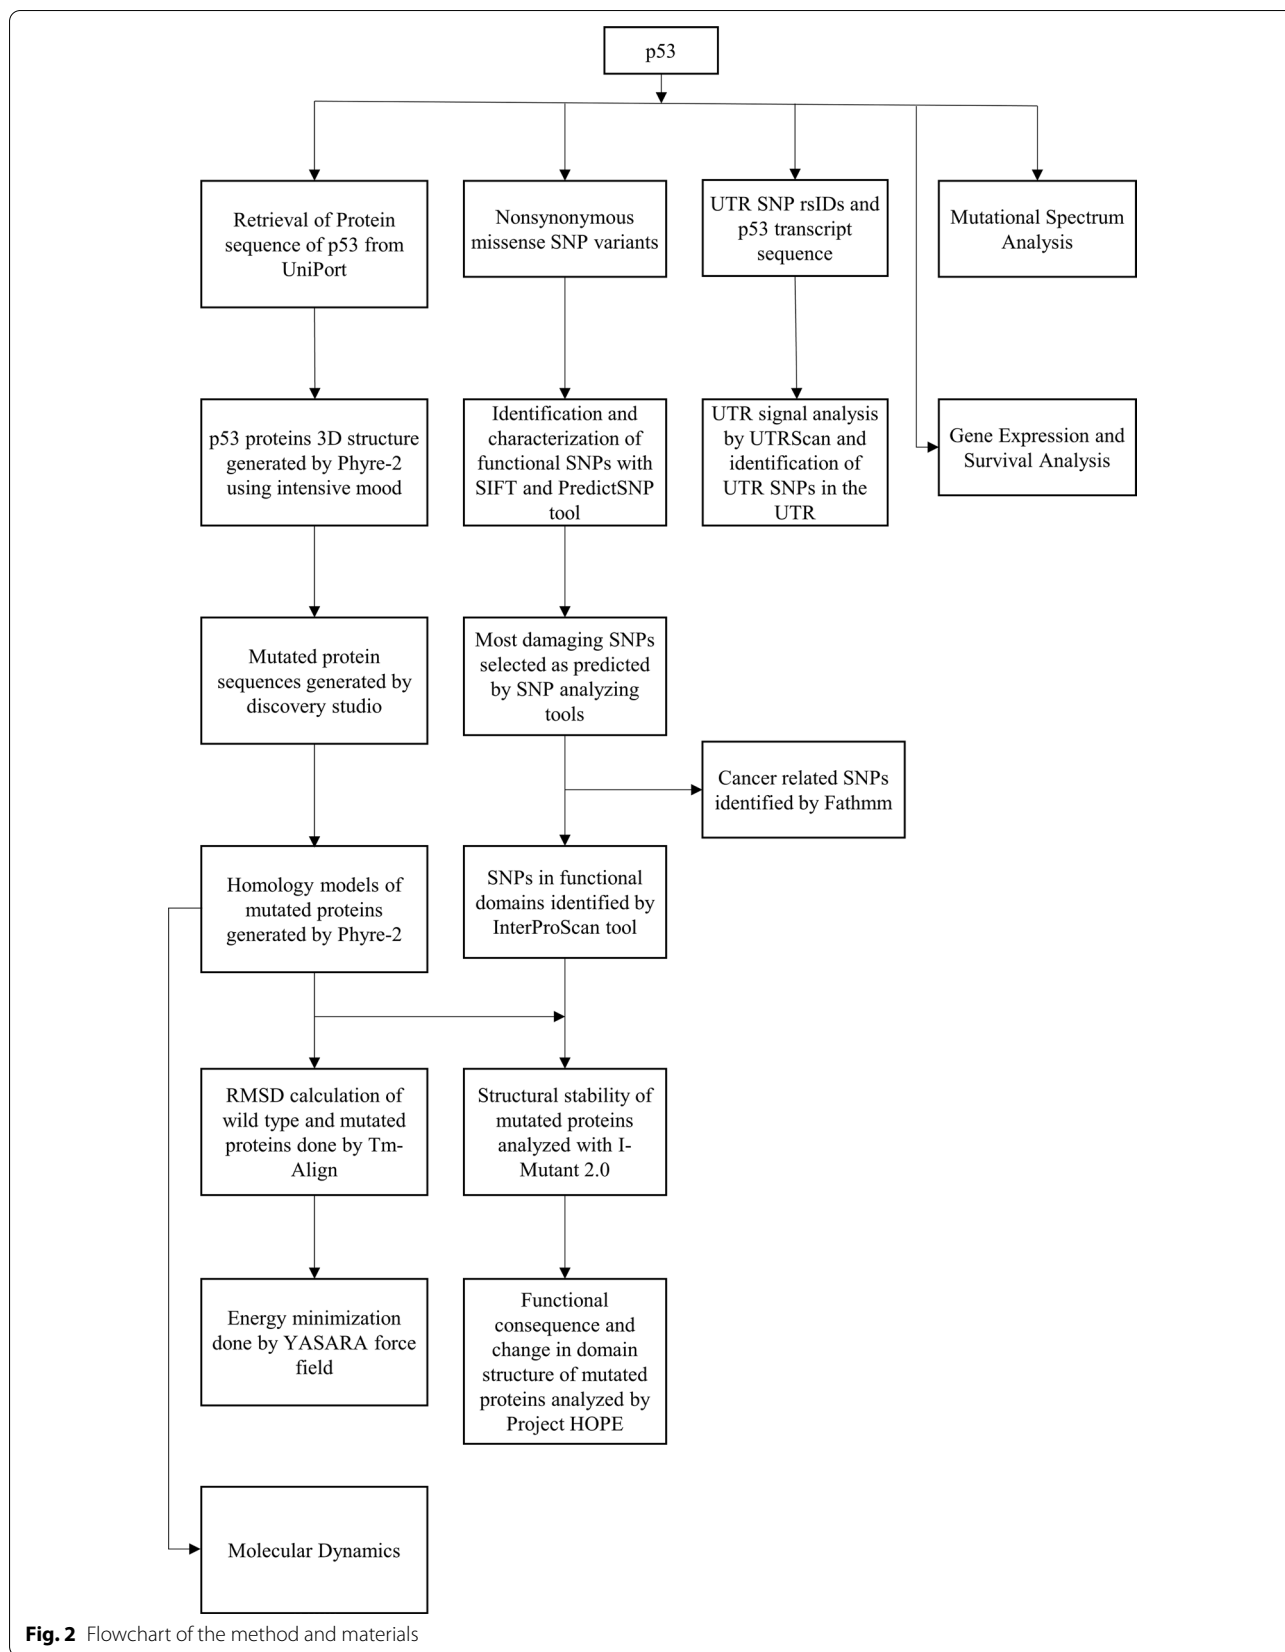 p53
Retrieval of Protein
sequence of p53 from
UniPort
Nonsynonymous
missense SNP variants
UTR SNP rsIDs and
p53 transcript
sequence
Mutational Spectrum
Analysis
p53 proteins 3D structure
generated by Phyre-2
using intensive mood
Identification and
characterization of
functional SNPs with
SIFT and PredictSNP
tool
UTR signal analysis
by UTRScan and
identification of
UTR SNPs in the
UTR
Gene Expression and
Survival Analysis
Mutated protein
sequences generated by
discovery studio
Most damaging SNPs
selected as predicted
by SNP analyzing
tools
Cancer related SNPs
identified by Fathmm
Homology models of
mutated proteins
generated by Phyre-2
SNPs in functional
domains identified by
InterProScan tool
RMSD calculation of
wild type and mutated
proteins done by Tm-
Align
Structural stability of
mutated proteins
analyzed with I-
Mutant 2.0
Energy minimization
done by YASARA force
field
Functional
consequence and
change in domain
structure of mutated
proteins analyzed by
Project HOPE
Molecular Dynamics
Fig. 2 Flowchart of the method and materials